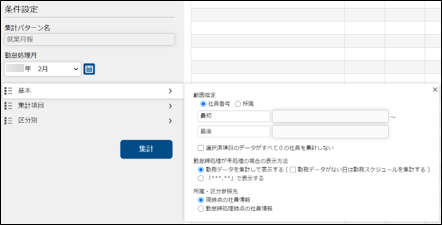 条件設定
集計パターン名
就業月報
勤怠処理月
年 2月
基本
集計項目
区分別
集計
範囲指定
社員番号 所属
最初 ～
最後
選択済項目のデータがすべて0の社員を集計しない
勤怠締処理が未処理の場合の表示方法
勤務データを集計して表示する ( 勤務データがない日は勤務スケジュールを集計する )
「***.**」で表示する
所属・区分参照先
現時点の社員情報
勤怠締処理時点の社員情報